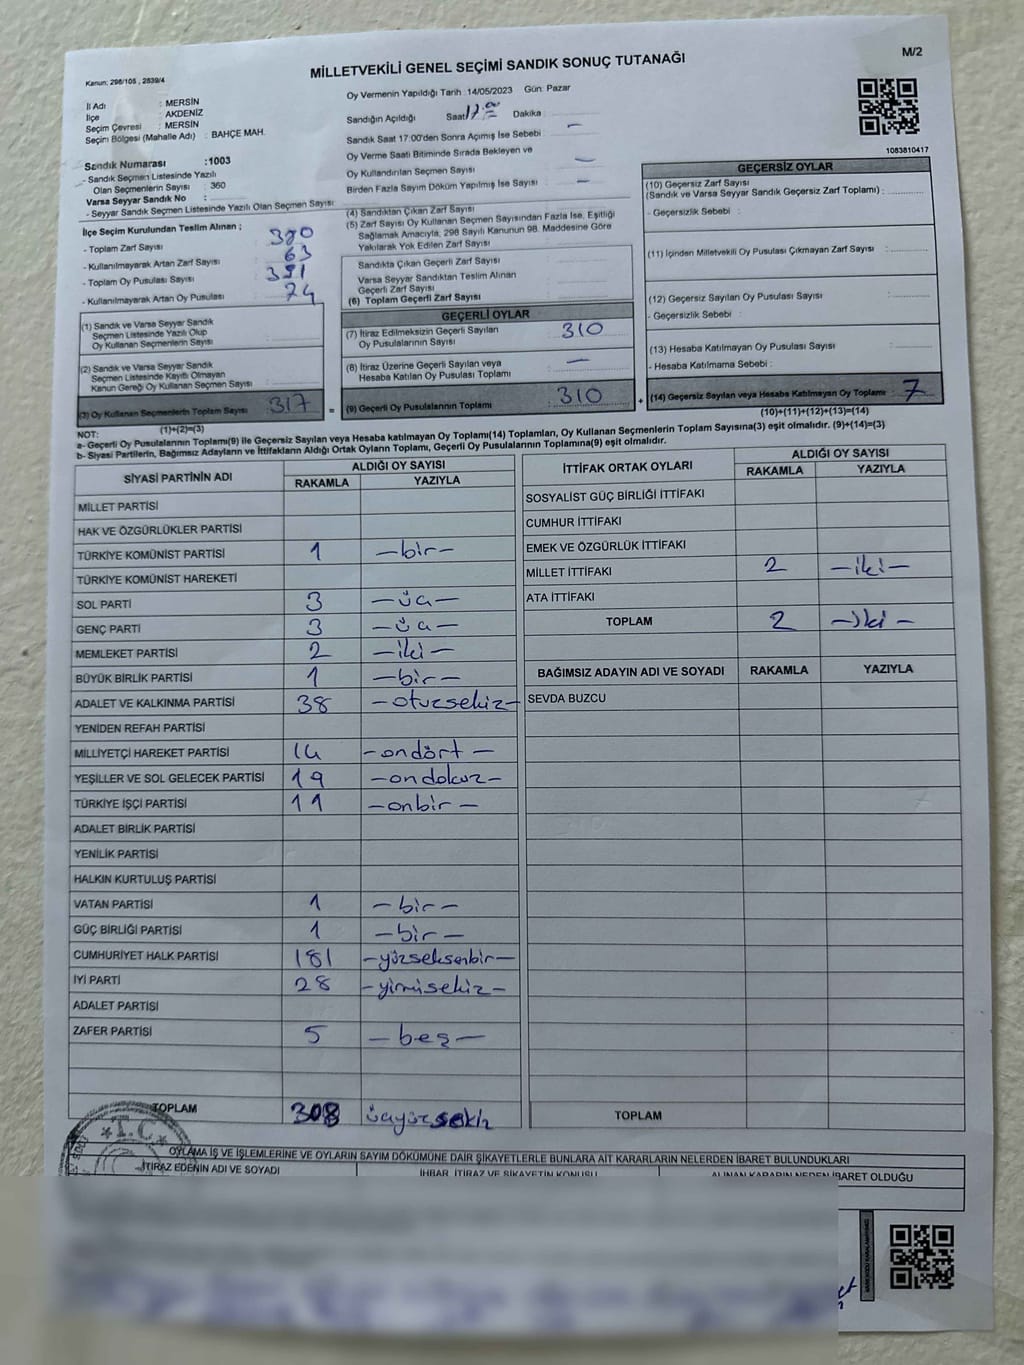 M/2
Kanun: 298/105 , 2839/4
MİLLETVEKİLİ GENEL SEÇİMİ SANDIK SONUÇ TUTANAĞI
İl Adı : MERSİN
İlçe : AKDENİZ
Seçim Çevresi : MERSİN
Seçim Bölgesi (Mahalle Adı) : BAHÇE MAH.
Sandık Numarası : 1003
- Sandık Seçmen Listesinde Yazılı
Olan Seçmenlerin Sayısı : 360
Varsa Seyyar Sandık No :
- Seyyar Sandık Seçmen Listesinde Yazılı Olan Seçmen Sayısı
İlçe Seçim Kurulundan Teslim Alınan ;
- Toplam Zarf Sayısı : 380
- Kullanılmayarak Artan Zarf Sayısı : 63
- Toplam Oy Pusulası Sayısı : 391
- Kullanılmayarak Artan Oy Pusulası : 74
Oy Vermenin Yapıldığı Tarih : 14/05/2023 Gün: Pazar
Sandığın Açıldığı Saat 17:00 Dakika :
Sandık Saat 17:00'den Sonra Açımış İse Sebebi : —
Oy Verme Saati Bitiminde Sırada Bekleyen ve
Oy Kullandırılan Seçmen Sayısı : —
Birden Fazla Sayım Döküm Yapılmış İse Sayısı : —
(4) Sandıktan Çıkan Zarf Sayısı
(5) Zarf Sayısı Oy Kullanan Seçmen Sayısından Fazla İse, Eşitliği
Sağlamak Amacıyla, 298 Sayılı Kanunun 98. Maddesine Göre
Yakılarak Yok Edilen Zarf Sayısı
Sandıkta Çıkan Geçerli Zarf Sayısı
Varsa Seyyar Sandıktan Teslim Alınan
Geçerli Zarf Sayısı
(6) Toplam Geçerli Zarf Sayısı
1083810417
GEÇERSİZ OYLAR
(10) Geçersiz Zarf Sayısı
(Sandık ve Varsa Seyyar Sandık Geçersiz Zarf Toplamı) :
- Geçersizlik Sebebi :
(11) İçinden Milletvekili Oy Pusulası Çıkmayan Zarf Sayısı :
(12) Geçersiz Sayılan Oy Pusulası Sayısı :
- Geçersizlik Sebebi :
(13) Hesaba Katılmayan Oy Pusulası Sayısı :
- Hesaba Katılmama Sebebi :
(14) Geçersiz Sayılan veya Hesaba Katılmayan Oy Toplamı : 7
(10)+(11)+(12)+(13)=(14)
(1) Sandık ve Varsa Seyyar Sandık
Seçmen Listesinde Yazılı Olup
Oy Kullanan Seçmenlerin Sayısı :
(2) Sandık ve Varsa Seyyar Sandık
Seçmen Listesinde Kayıtlı Olmayan
Kanun Gereği Oy Kullanan Seçmen Sayısı :
(3) Oy Kullanan Seçmenlerin Toplam Sayısı : 317 =
(1)+(2)=(3)
GEÇERLİ OYLAR
(7) İtiraz Edilmeksizin Geçerli Sayılan
Oy Pusulalarının Sayısı : 310
(8) İtiraz Üzerine Geçerli Sayılan veya
Hesaba Katılan Oy Pusulası Toplamı : —
(9) Geçerli Oy Pusulalarının Toplamı : 310 +
NOT:
a- Geçerli Oy Pusulalarının Toplamı(9) ile Geçersiz Sayılan veya Hesaba katılmayan Oy Toplamı(14) Toplamları, Oy Kullanan Seçmenlerin Toplam Sayısına(3) eşit olmalıdır. (9)+(14)=(3)
b- Siyasi Partilerin, Bağımsız Adayların ve İttifakların Aldığı Ortak Oyların Toplamı, Geçerli Oy Pusulalarının Toplamına(9) eşit olmalıdır.
SİYASİ PARTİNİN ADI ALDIĞI OY SAYISI
RAKAMLA YAZIYLA
MİLLET PARTİSİ
HAK VE ÖZGÜRLÜKLER PARTİSİ
TÜRKİYE KOMÜNİST PARTİSİ 1 —bir—
TÜRKİYE KOMÜNİST HAREKETİ
SOL PARTİ 3 —üç—
GENÇ PARTİ 3 —üç—
MEMLEKET PARTİSİ 2 —iki—
BÜYÜK BİRLİK PARTİSİ 1 —bir—
ADALET VE KALKINMA PARTİSİ 38 —otuzsekiz—
YENİDEN REFAH PARTİSİ
MİLLİYETÇİ HAREKET PARTİSİ 14 —ondört—
YEŞİLLER VE SOL GELECEK PARTİSİ 19 —ondokuz—
TÜRKİYE İŞÇİ PARTİSİ 11 —onbir—
ADALET BİRLİK PARTİSİ
YENİLİK PARTİSİ
HALKIN KURTULUŞ PARTİSİ
VATAN PARTİSİ 1 —bir—
GÜÇ BİRLİĞİ PARTİSİ 1 —bir—
CUMHURİYET HALK PARTİSİ 181 —yüzseksenbir—
İYİ PARTİ 28 —yirmisekiz—
ADALET PARTİSİ
ZAFER PARTİSİ 5 —beş—
TOPLAM 308 üçyüzsekiz
İTTİFAK ORTAK OYLARI ALDIĞI OY SAYISI
RAKAMLA YAZIYLA
SOSYALİST GÜÇ BİRLİĞİ İTTİFAKI
CUMHUR İTTİFAKI
EMEK VE ÖZGÜRLÜK İTTİFAKI
MİLLET İTTİFAKI 2 —iki—
ATA İTTİFAKI
TOPLAM 2 —iki—
BAĞIMSIZ ADAYIN ADI VE SOYADI RAKAMLA YAZIYLA
SEVDA BUZCU
TOPLAM
T.C.
OYLAMA İŞ VE İŞLEMLERİNE VE OYLARIN SAYIM DÖKÜMÜNE DAİR ŞİKAYETLERLE BUNLARA AİT KARARLARIN NELERDEN İBARET BULUNDUKLARI
İTİRAZ EDENİN ADI VE SOYADI İHBAR, İTİRAZ VE ŞİKAYETİN KONUSU ALINAN KARARIN NEDEN İBARET OLDUĞU